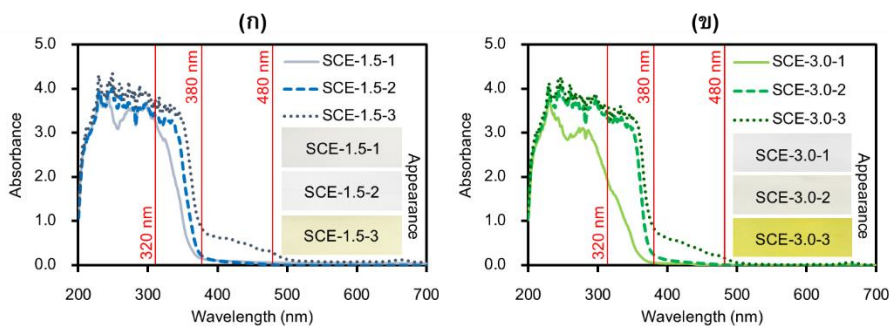 (ก)
5.0
4.0
3.0
2.0
1.0
0.0
Absorbance
200 300 400 500 600 700
Wavelength (nm)
320 nm
380 nm
480 nm
SCE-1.5-1
SCE-1.5-2
SCE-1.5-3
SCE-1.5-1
SCE-1.5-2
SCE-1.5-3
Appearance
(ข)
5.0
4.0
3.0
2.0
1.0
0.0
Absorbance
200 300 400 500 600 700
Wavelength (nm)
320 nm
380 nm
480 nm
SCE-3.0-1
SCE-3.0-2
SCE-3.0-3
SCE-3.0-1
SCE-3.0-2
SCE-3.0-3
Appearance